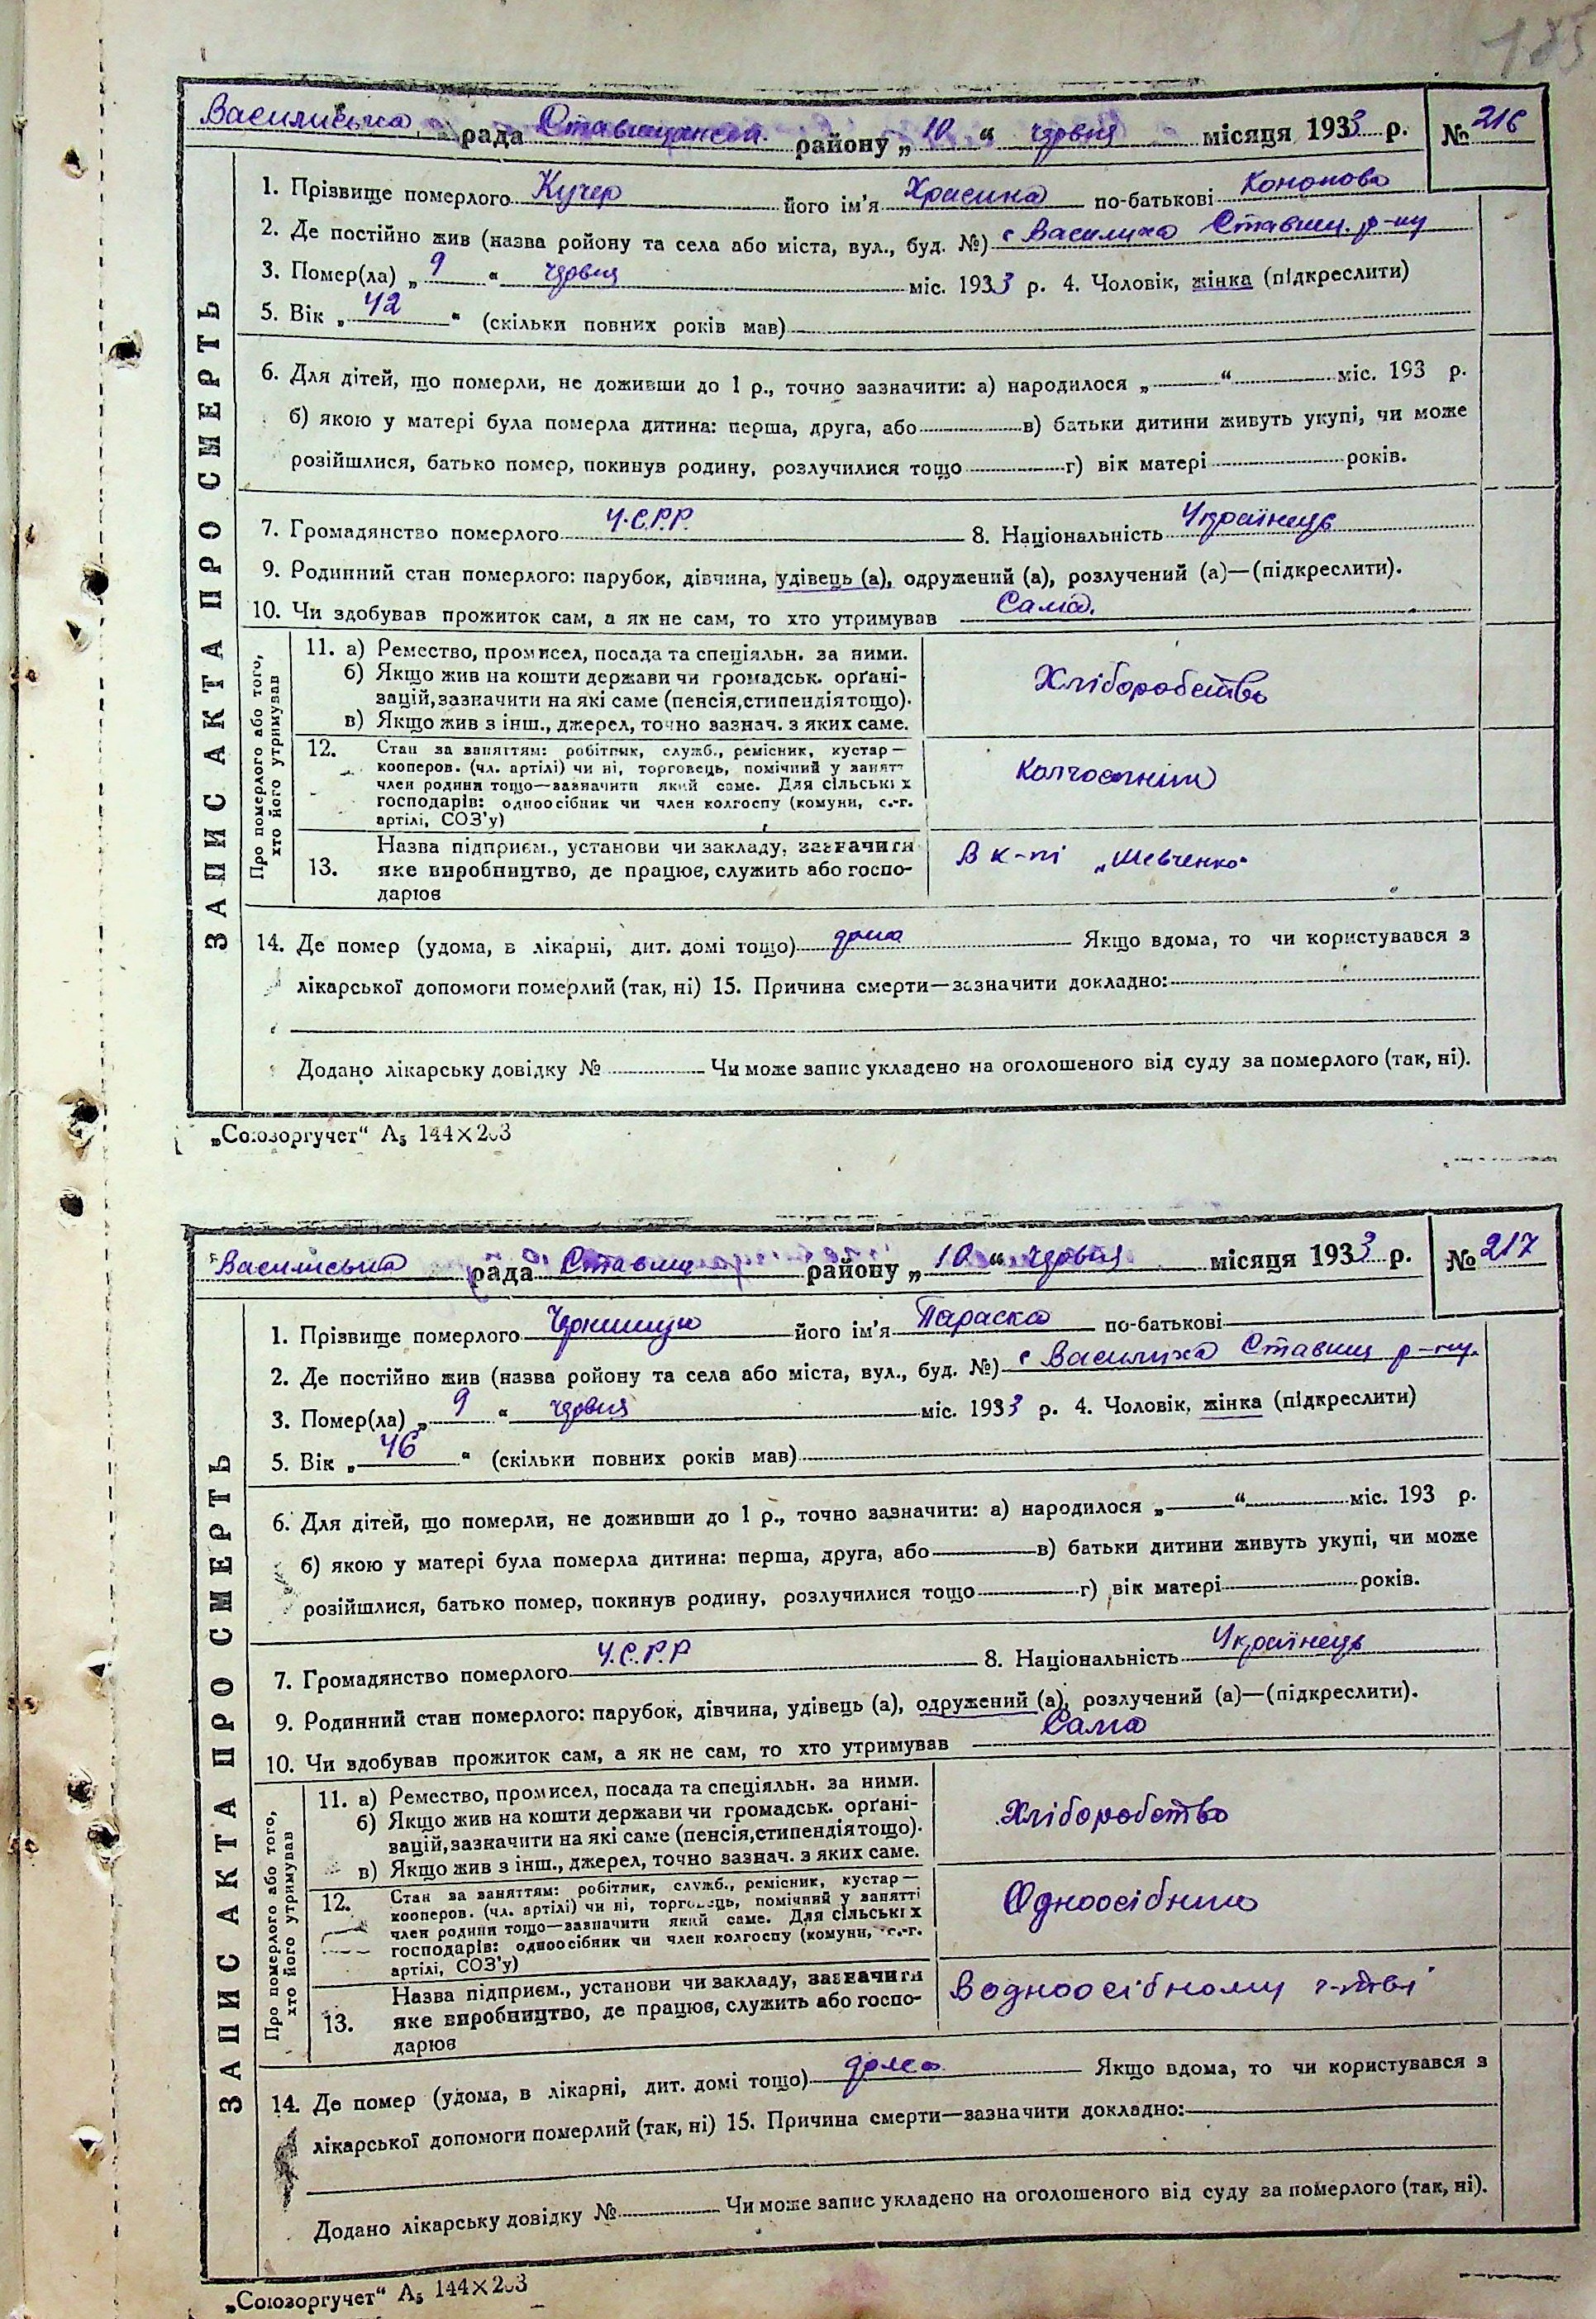 185
Василиська рада Ставищанськ. району „10“ червня місяця 1933 р. № 216
ЗАПИС АКТА ПРО СМЕРТЬ
1. Прізвище померлого Кучер його ім’я Хрисина по-батькові Кононова
2. Де постійно жив (назва ройону та села або міста, вул., буд. №) с Василиха Ставищ. р-ну
3. Помер(ла) „9“ червня міс. 1933 р. 4. Чоловік, жінка (підкреслити)
5. Вік „42“ (скільки повних років мав)
6. Для дітей, що померли, не доживши до 1 р., точно зазначити: а) народилося „ “ міс. 193 р.
б) якою у матері була померла дитина: перша, друга, або в) батьки дитини живуть укупі, чи може
розійшлися, батько помер, покинув родину, розлучилися тощо г) вік матері років.
7. Громадянство померлого У.С.Р.Р. 8. Національність Українець
9. Родинний стан померлого: парубок, дівчина, удівець (а), одружений (а), розлучений (а)—(підкреслити).
10. Чи здобував прожиток сам, а як не сам, то хто утримував Сама.
Про померлого або того,
хто його утримував
11. а) Ремество, промисел, посада та спеціяльн. за ними.
б) Якщо жив на кошти держави чи громадськ. орґані-
зацій, зазначити на які саме (пенсія, стипендія тощо).
в) Якщо жив з інш., джерел, точно зазнач. з яких саме.
Хліборобство
12. Стан за заняттям: робітник, служб., ремісник, кустар—
кооперов. (чл. артілі) чи ні, торговець, помічний у занятт
член родини тощо—зазначити який саме. Для сільських
господарів: одноосібник чи член колгоспу (комуни, с.-г.
артілі, СОЗ’у)
Колгоспник
13. Назва підприєм., установи чи закладу, зазначити
яке виробництво, де працює, служить або госпо-
дарює
В к-пі „Шевченко“
14. Де помер (удома, в лікарні, дит. домі тощо) дома Якщо вдома, то чи користувався з
лікарської допомоги померлий (так, ні) 15. Причина смерти—зазначити докладно:
Додано лікарську довідку № Чи може запис укладено на оголошеного від суду за померлого (так, ні).
„Союзоргучет“ А5 144×203
Василиська рада Ставищ району „10“ червня місяця 1933 р. № 217
ЗАПИС АКТА ПРО СМЕРТЬ
1. Прізвище померлого його ім’я Параска по-батькові
2. Де постійно жив (назва ройону та села або міста, вул., буд. №) с Василиха Ставищ р-ну.
3. Помер(ла) „9“ червня міс. 1933 р. 4. Чоловік, жінка (підкреслити)
5. Вік „46“ (скільки повних років мав)
6. Для дітей, що померли, не доживши до 1 р., точно зазначити: а) народилося „ “ міс. 193 р.
б) якою у матері була померла дитина: перша, друга, або в) батьки дитини живуть укупі, чи може
розійшлися, батько помер, покинув родину, розлучилися тощо г) вік матері років.
7. Громадянство померлого У.С.Р.Р 8. Національність Українець
9. Родинний стан померлого: парубок, дівчина, удівець (а), одружений (а), розлучений (а)—(підкреслити).
10. Чи здобував прожиток сам, а як не сам, то хто утримував Сама
Про померлого або того,
хто його утримував
11. а) Ремество, промисел, посада та спеціяльн. за ними.
б) Якщо жив на кошти держави чи громадськ. орґані-
зацій, зазначити на які саме (пенсія, стипендія тощо).
в) Якщо жив з інш., джерел, точно зазнач. з яких саме.
Хліборобство
12. Стан за заняттям: робітник, служб., ремісник, кустар—
кооперов. (чл. артілі) чи ні, торговець, помічний у занятті
член родини тощо—зазначити який саме. Для сільських
господарів: одноосібник чи член колгоспу (комуни, с.-г.
артілі, СОЗ’у)
Одноосібник
13. Назва підприєм., установи чи закладу, зазначити
яке виробництво, де працює, служить або госпо-
дарює
В одноосібному г-тві
14. Де помер (удома, в лікарні, дит. домі тощо) дома Якщо вдома, то чи користувався з
лікарської допомоги померлий (так, ні) 15. Причина смерти—зазначити докладно:
Додано лікарську довідку № Чи може запис укладено на оголошеного від суду за померлого (так, ні).
„Союзоргучет“ А5 144×203